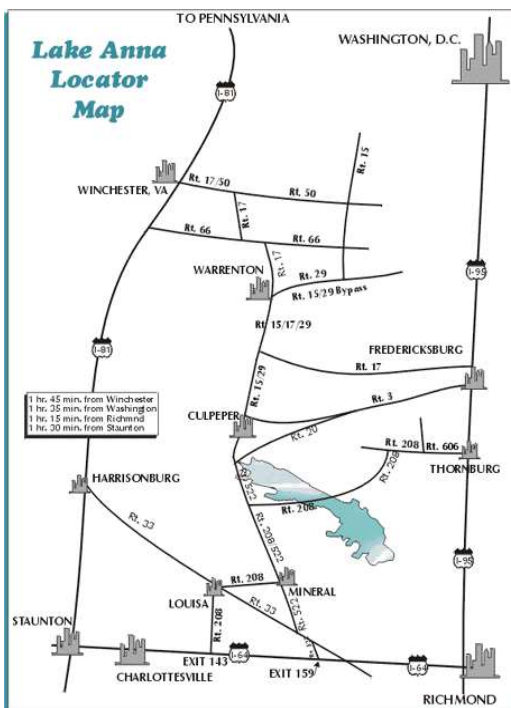 TO PENNSYLVANIA
Lake Anna
Locator
Map
WASHINGTON, D.C.
I-81
Rt. 15
WINCHESTER, VA
Rt. 17/50
Rt. 50
Rt. 17
Rt. 66
Rt. 66
Rt. 17
WARRENTON
Rt. 29
Rt. 15/29 Bypass
I-95
Rt. 15/17/29
I-81
FREDERICKSBURG
Rt. 17
Rt. 15/29
Rt. 3
1 hr. 45 min. from Winchester
1 hr. 35 min. from Washington
1 hr. 15 min. from Richmnd
1 hr. 30 min. from Staunton
CULPEPER
Rt. 20
Rt. 208
Rt. 606
THORNBURG
Rt. 208
HARRISONBURG
Rt. 208
Rt. 208/522
Rt. 33
I-95
Rt. 208
MINERAL
LOUISA
Rt. 33
Rt. 522
Rt. 208
STAUNTON
EXIT 143
I-64
EXIT 159
I-64
CHARLOTTESVILLE
RICHMOND